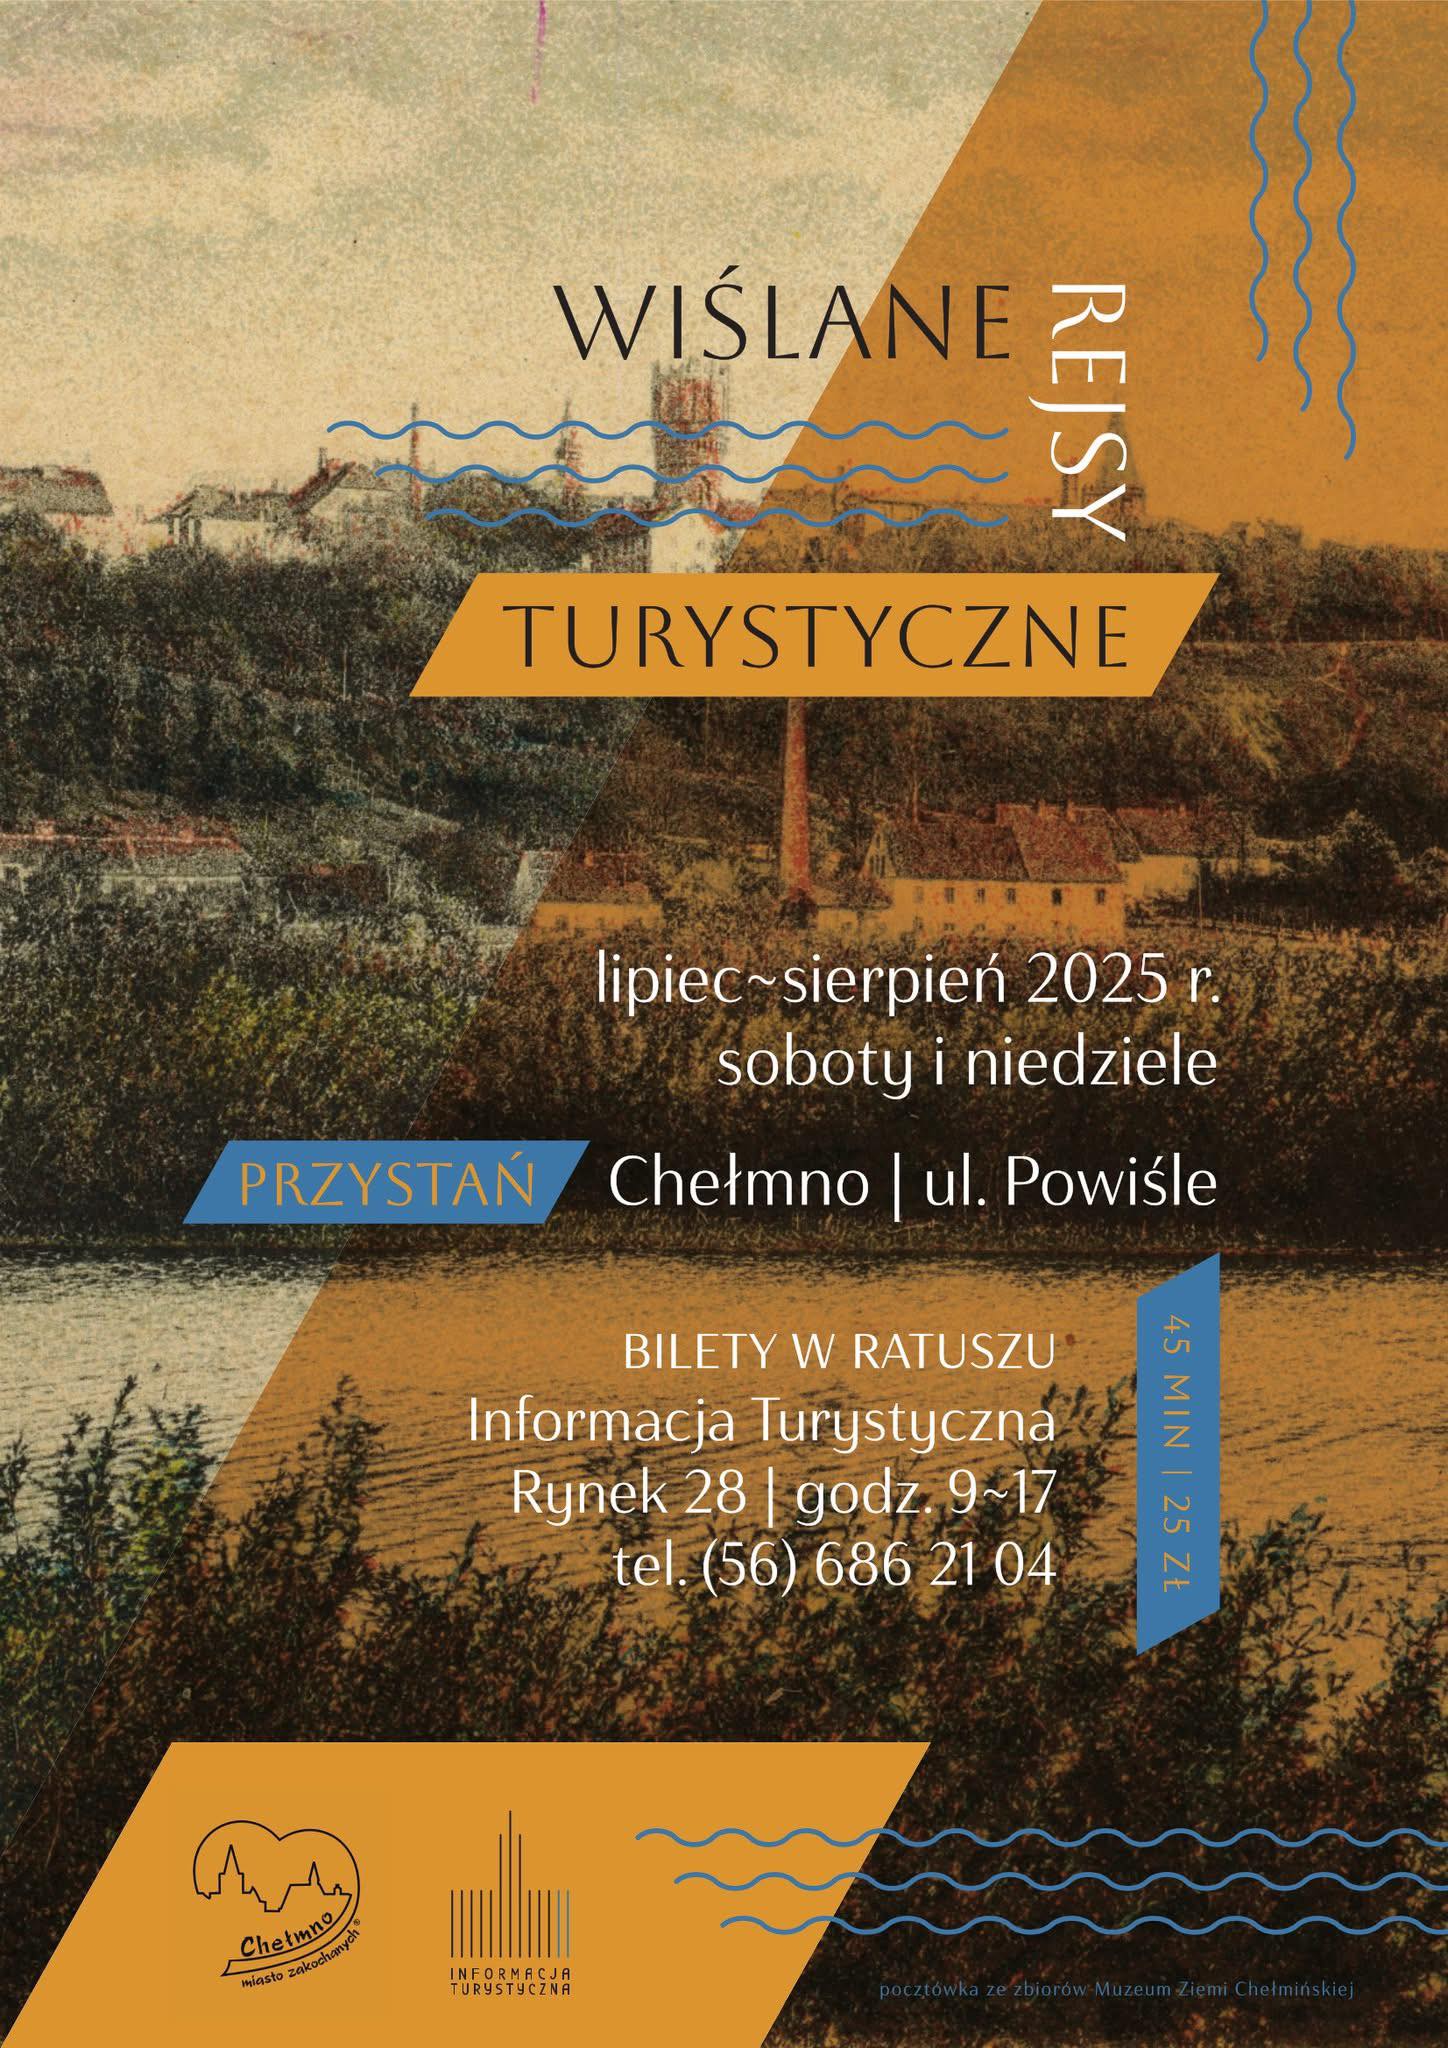 WIŚLANE
REJSY
TURYSTYCZNE
lipiec~sierpień 2025 r.
soboty i niedziele
PRZYSTAŃ Chełmno | ul. Powiśle
BILETY W RATUSZU
Informacja Turystyczna
Rynek 28 | godz. 9~17
tel. (56) 686 21 04
45 MIN | 25 ZŁ
Chełmno
miasto zakochanych®
INFORMACJA
TURYSTYCZNA
pocztówka ze zbiorów Muzeum Ziemi Chełmińskiej